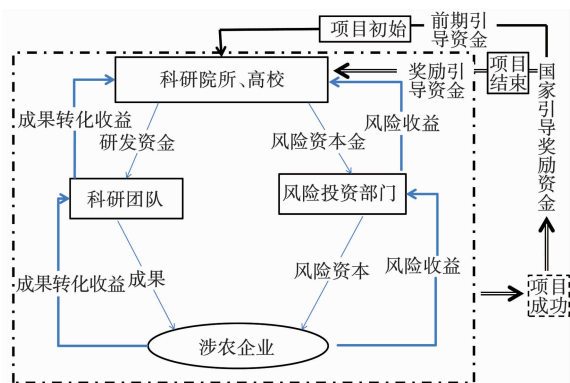 项目初始
前期引
导资金
科研院所、高校
奖励引
导资金
项目
结束
国家引导奖励资金
成果转化收益
研发资金
风险资本金
风险收益
科研团队
风险投资部门
成果转化收益
成果
风险资本
风险收益
项目
成功
涉农企业